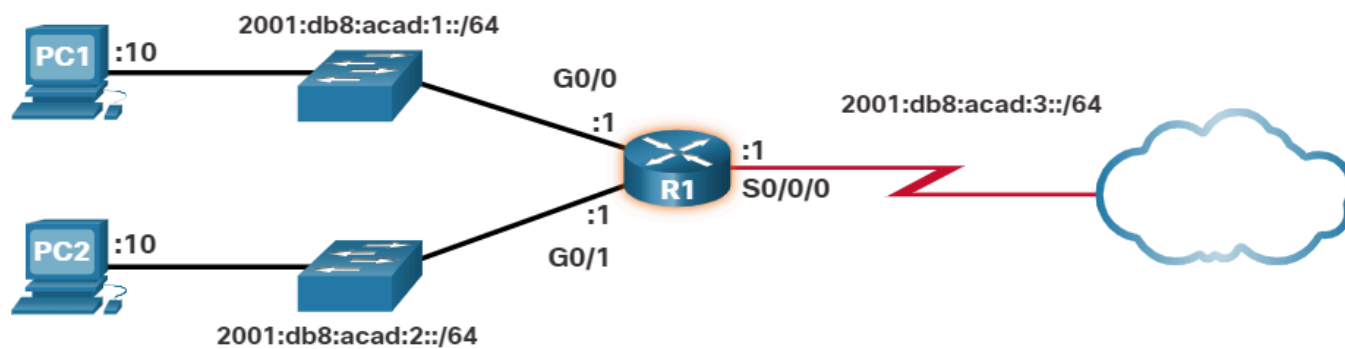 2001:db8:acad:1::/64
PC1
:10
G0/0
:1
2001:db8:acad:3::/64
:1
R1
S0/0/0
:1
PC2
:10
G0/1
2001:db8:acad:2::/64